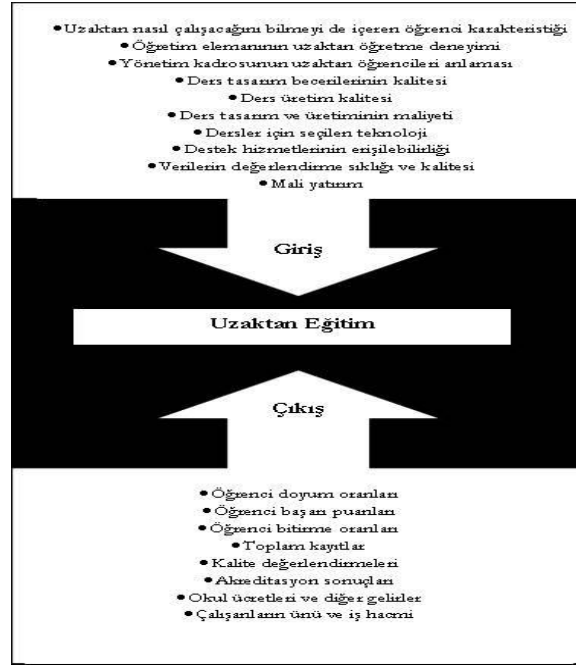 • Uzaktan nasıl çalışacağını bilmeyi de içeren öğrenci karakteristiği
• Öğretim elemanının uzaktan öğretme deneyimi
• Yönetim kadrosunun uzaktan öğrencileri anlaması
• Ders tasarım becerilerinin kalitesi
• Ders üretim kalitesi
• Ders tasarım ve üretiminin maliyeti
• Dersler için seçilen teknoloji
• Destek hizmetlerinin erişilebilirliği
• Verilerin değerlendirme sıklığı ve kalitesi
• Mali yatırım
Giriş
Uzaktan Eğitim
Çıkış
• Öğrenci doyum oranları
• Öğrenci başarı puanları
• Öğrenci bitirme oranları
• Toplam kayıtlar
• Kalite değerlendirmeleri
• Akreditasyon sonuçları
• Okul ücretleri ve diğer gelirler
• Çalışanların ünü ve iş hacmi